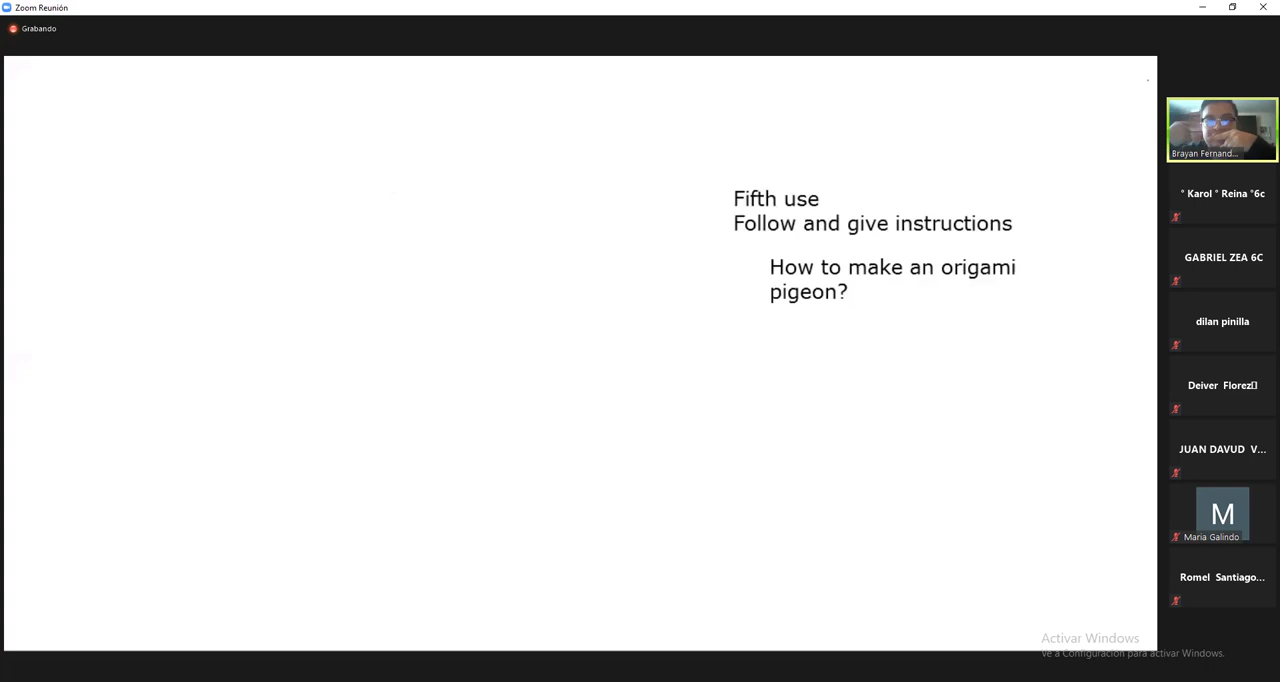 Zoom Reunión
Grabando
Fifth use
Follow and give instructions
How to make an origami
pigeon?
Brayan Fernand...
° Karol ° Reina °6c
GABRIEL ZEA 6C
dilan pinilla
Deiver Florez▯
JUAN DAVUD V...
M
Maria Galindo
Romel Santiago...
Activar Windows
Ve a Configuración para activar Windows.